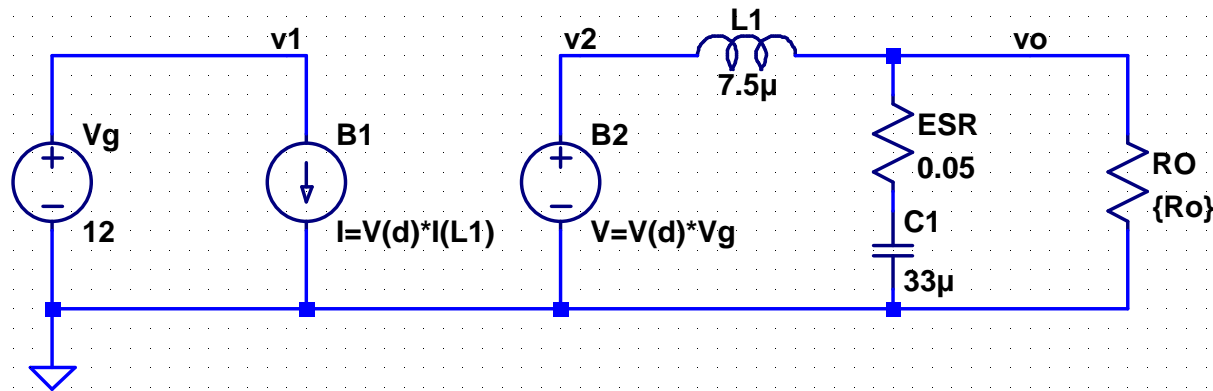 v1
v2
L1
7.5µ
vo
Vg
12
B1
I=V(d)*I(L1)
B2
V=V(d)*Vg
ESR
0.05
C1
33µ
RO
{Ro}